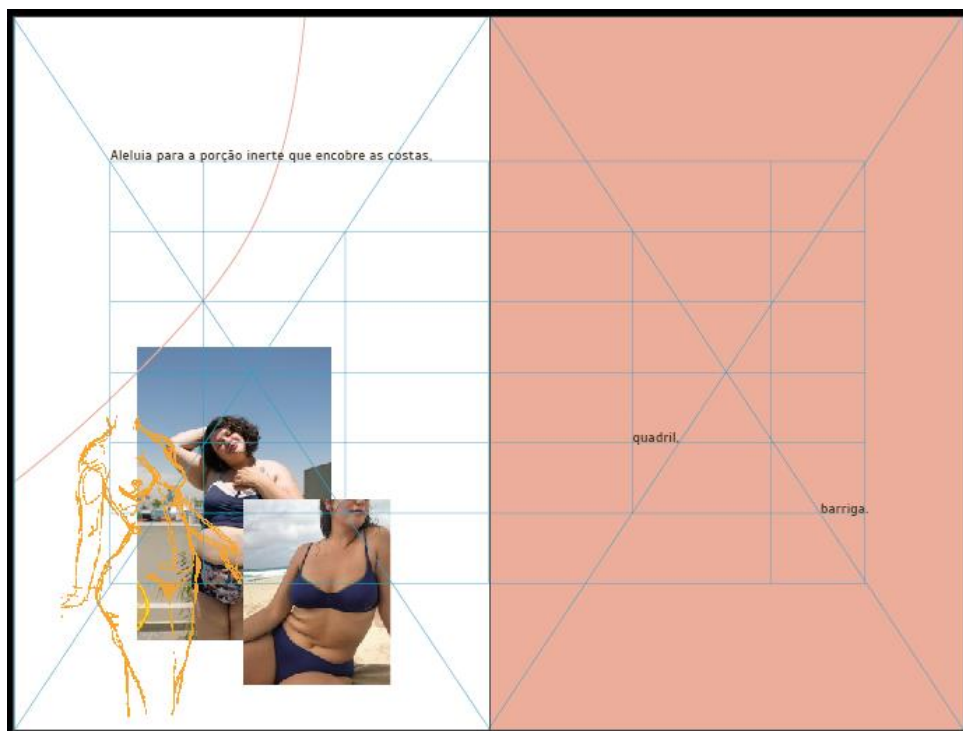 Aleluia para a porção inerte que encobre as costas,
quadril,
barriga.